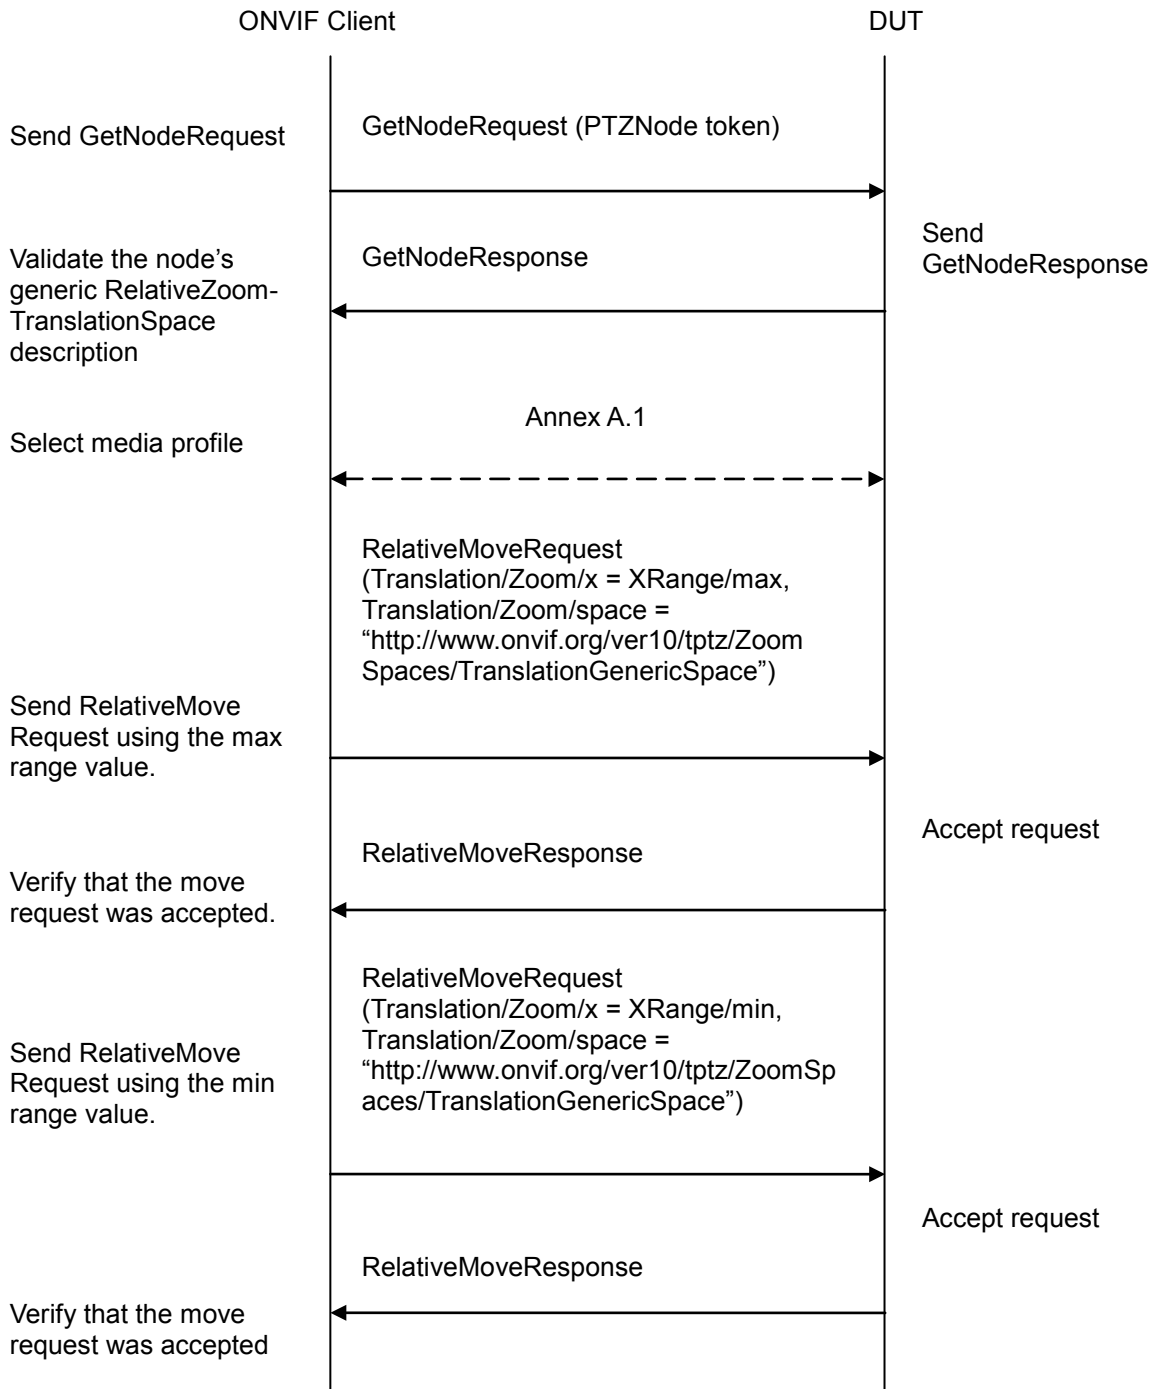 ONVIF Client
DUT
Send GetNodeRequest
GetNodeRequest (PTZNode token)
Send
GetNodeResponse
Validate the node’s
generic RelativeZoom-
TranslationSpace
description
GetNodeResponse
Select media profile
Annex A.1
RelativeMoveRequest
(Translation/Zoom/x = XRange/max,
Translation/Zoom/space =
“http://www.onvif.org/ver10/tptz/Zoom
Spaces/TranslationGenericSpace”)
Send RelativeMove
Request using the max
range value.
Accept request
RelativeMoveResponse
Verify that the move
request was accepted.
RelativeMoveRequest
(Translation/Zoom/x = XRange/min,
Translation/Zoom/space =
“http://www.onvif.org/ver10/tptz/ZoomSp
aces/TranslationGenericSpace”)
Send RelativeMove
Request using the min
range value.
Accept request
RelativeMoveResponse
Verify that the move
request was accepted